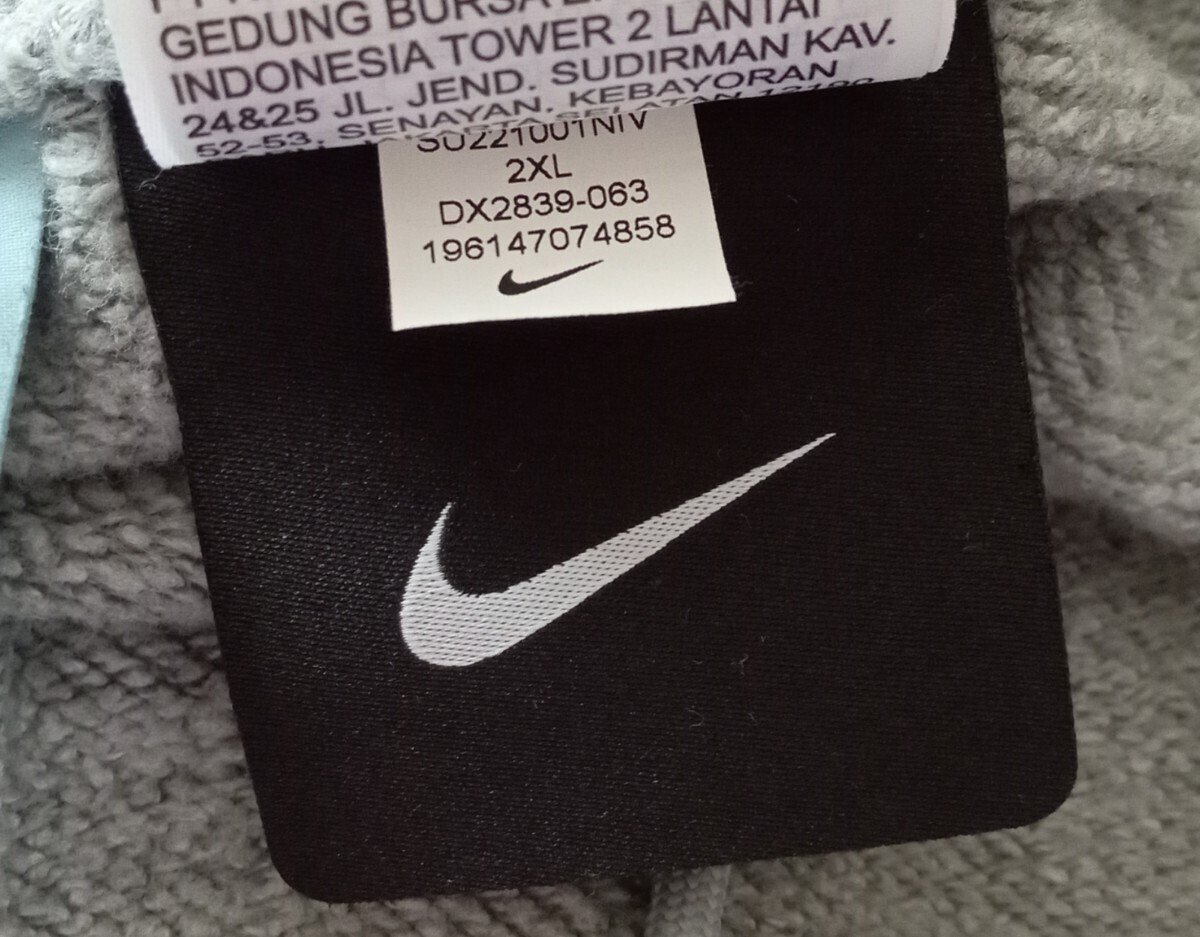 GEDUNG BURSA
INDONESIA TOWER 2 LANTAI
24&25 JL. JEND. SUDIRMAN KAV.
52-53, SENAYAN. KEBAYORAN
SU221001NIV
2XL
DX2839-063
196147074858